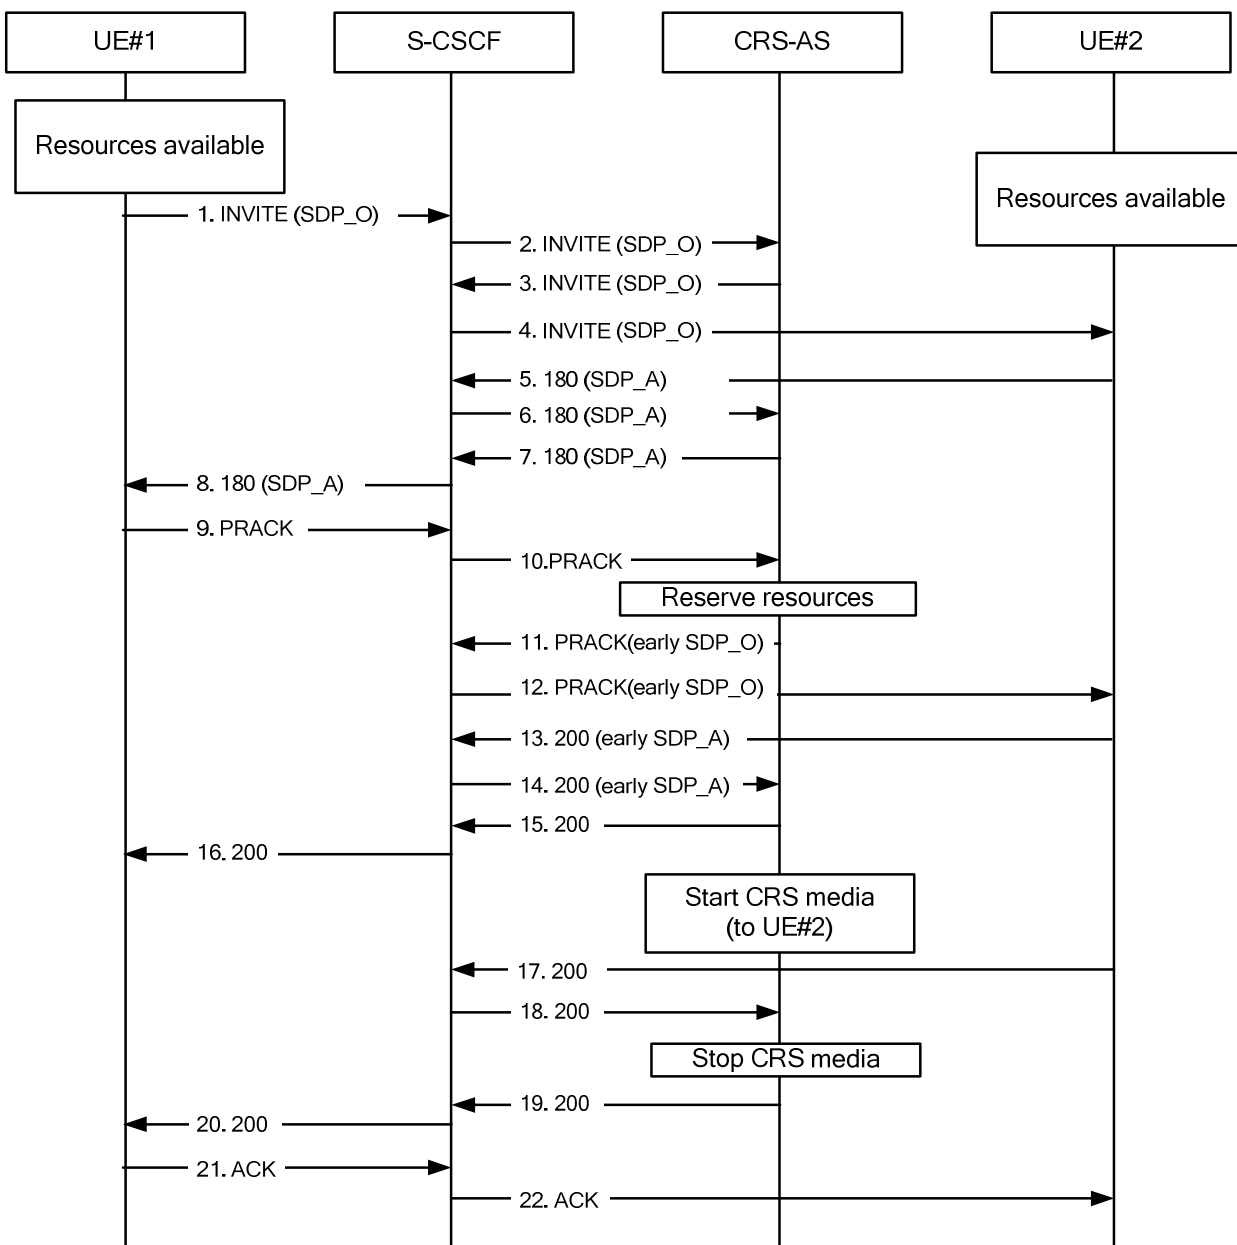 UE#1
S-CSCF
CRS-AS
UE#2
Resources available
Resources available
1. INVITE (SDP_O)
2. INVITE (SDP_O)
3. INVITE (SDP_O)
4. INVITE (SDP_O)
5. 180 (SDP_A)
6. 180 (SDP_A)
7. 180 (SDP_A)
8. 180 (SDP_A)
9. PRACK
10.PRACK
Reserve resources
11. PRACK(early SDP_O)
12. PRACK(early SDP_O)
13. 200 (early SDP_A)
14. 200 (early SDP_A)
15. 200
16. 200
Start CRS media
(to UE#2)
17. 200
18. 200
Stop CRS media
19. 200
20. 200
21. ACK
22. ACK